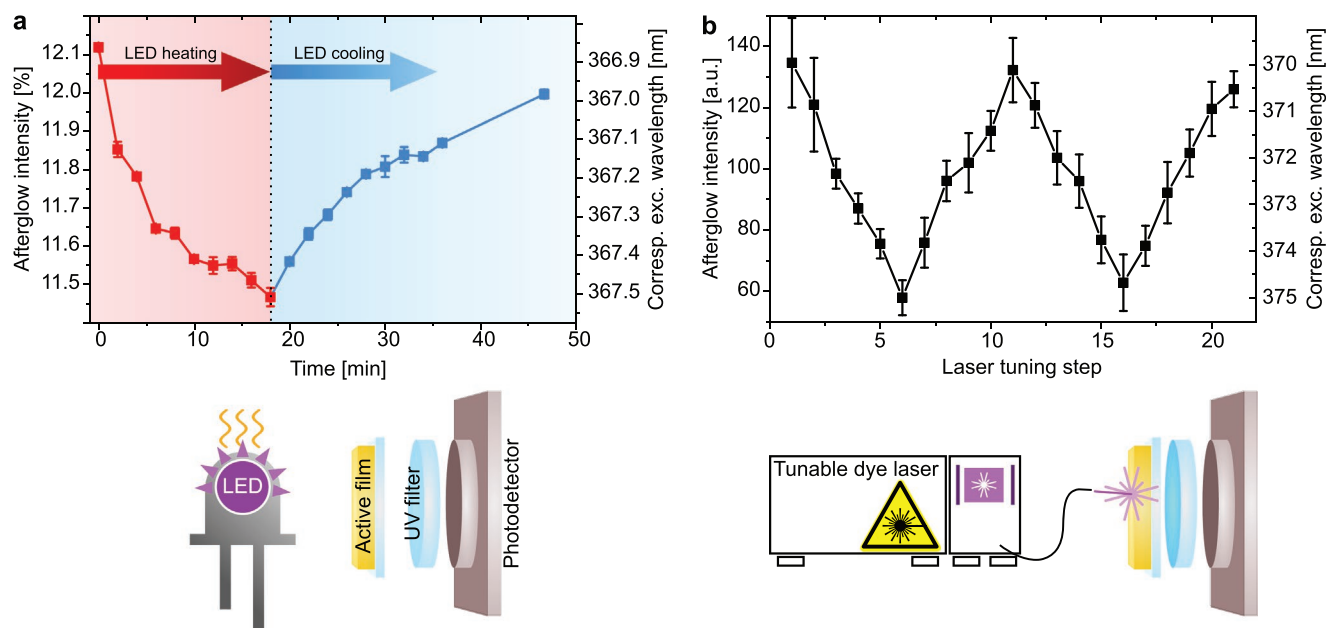 a
Afterglow intensity [%]
12.1
12.0
11.9
11.8
11.7
11.6
11.5
11.4
LED heating
LED cooling
366.9
367.0
367.1
367.2
367.3
367.4
367.5
Corresp. exc. wavelength [nm]
0
10
20
30
40
50
Time [min]
b
Afterglow intensity [a.u.]
140
120
100
80
60
370
371
372
373
374
375
Corresp. exc. wavelength [nm]
0
5
10
15
20
Laser tuning step
LED
Active film
UV filter
Photodetector
Tunable dye laser